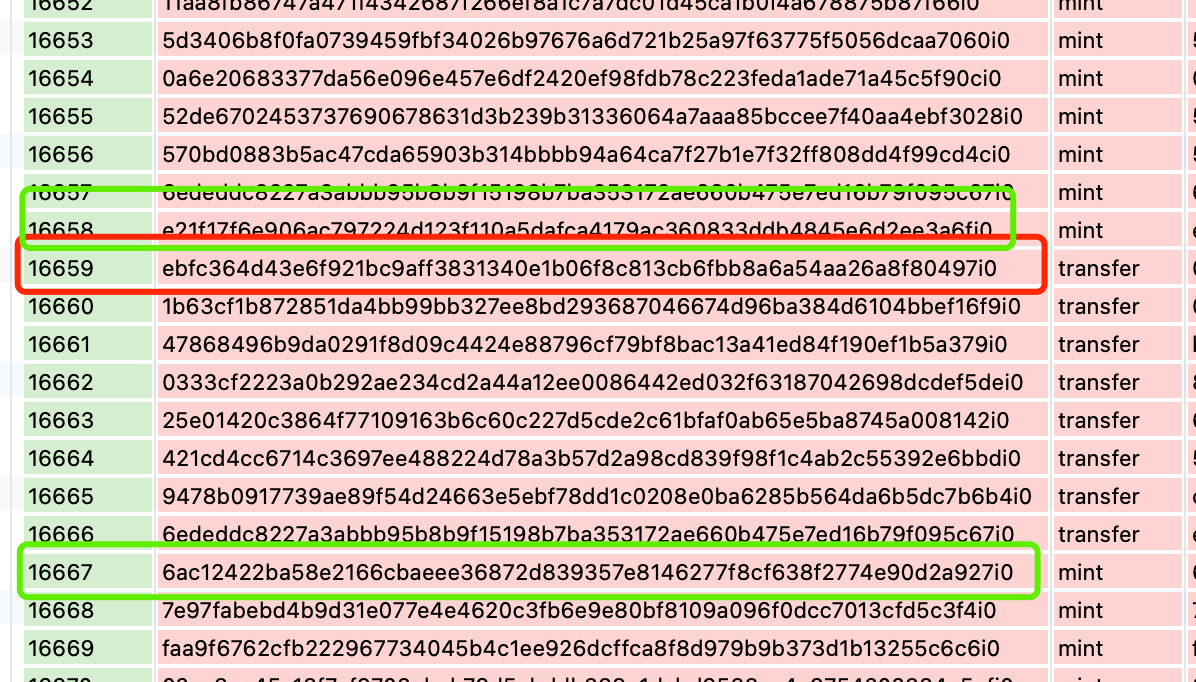 16652 mint
16653 5d3406b8f0fa0739459fbf34026b97676a6d721b25a97f63775f5056dcaa7060i0 mint
16654 0a6e20683377da56e096e457e6df2420ef98fdb78c223feda1ade71a45c5f90ci0 mint
16655 52de6702453737690678631d3b239b31336064a7aaa85bccee7f40aa4ebf3028i0 mint
16656 570bd0883b5ac47cda65903b314bbbb94a64ca7f27b1e7f32ff808dd4f99cd4ci0 mint
16657 6ededdc8227a3abbb95b8b9f15198b7ba353172ae660b475e7ed16b79f095c67i0 mint
16658 e21f17f6e906ac797224d123f110a5dafca4179ac360833ddb4845e6d2ee3a6fi0 mint
16659 ebfc364d43e6f921bc9aff3831340e1b06f8c813cb6fbb8a6a54aa26a8f80497i0 transfer
16660 1b63cf1b872851da4bb99bb327ee8bd293687046674d96ba384d6104bbef16f9i0 transfer
16661 47868496b9da0291f8d09c4424e88796cf79bf8bac13a41ed84f190ef1b5a379i0 transfer
16662 0333cf2223a0b292ae234cd2a44a12ee0086442ed032f63187042698dcdef5dei0 transfer
16663 25e01420c3864f77109163b6c60c227d5cde2c61bfaf0ab65e5ba8745a008142i0 transfer
16664 421cd4cc6714c3697ee488224d78a3b57d2a98cd839f98f1c4ab2c55392e6bbdi0 transfer
16665 9478b0917739ae89f54d24663e5ebf78dd1c0208e0ba6285b564da6b5dc7b6b4i0 transfer
16666 6ededdc8227a3abbb95b8b9f15198b7ba353172ae660b475e7ed16b79f095c67i0 transfer
16667 6ac12422ba58e2166cbaeee36872d839357e8146277f8cf638f2774e90d2a927i0 mint
16668 7e97fabebd4b9d31e077e4e4620c3fb6e9e80bf8109a096f0dcc7013cfd5c3f4i0 mint
16669 faa9f6762cfb222967734045b4c1ee926dcffca8f8d979b9b373d1b13255c6c6i0 mint